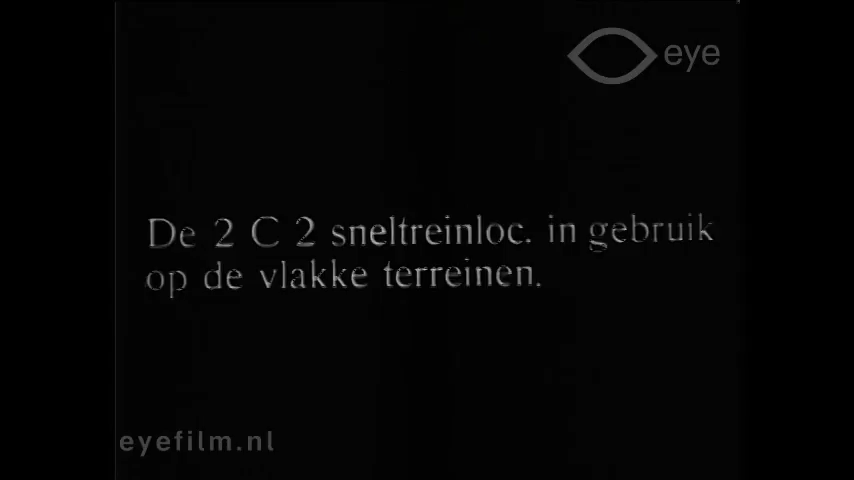 eye
De 2 C 2 sneltreinloc. in gebruik
op de vlakke terreinen.
eyefilm.nl